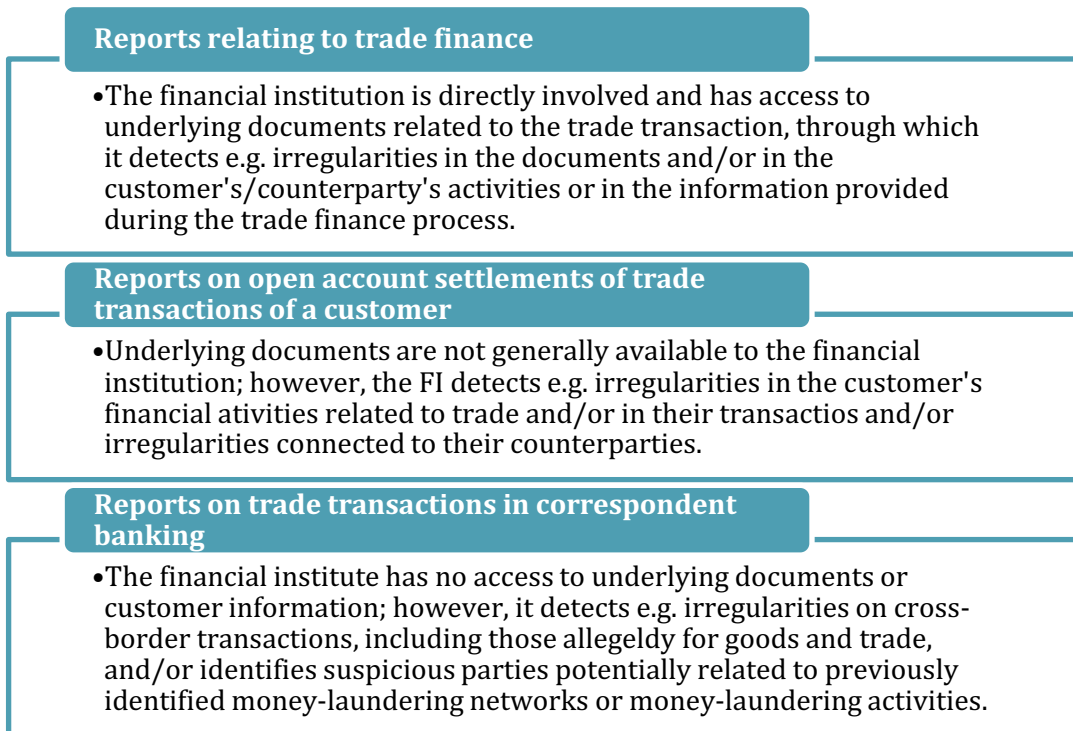 Reports relating to trade finance
•The financial institution is directly involved and has access to
underlying documents related to the trade transaction, through which
it detects e.g. irregularities in the documents and/or in the
customer's/counterparty's activities or in the information provided
during the trade finance process.
Reports on open account settlements of trade
transactions of a customer
•Underlying documents are not generally available to the financial
institution; however, the FI detects e.g. irregularities in the customer's
financial ativities related to trade and/or in their transactios and/or
irregularities connected to their counterparties.
Reports on trade transactions in correspondent
banking
•The financial institute has no access to underlying documents or
customer information; however, it detects e.g. irregularities on cross-
border transactions, including those allegeldy for goods and trade,
and/or identifies suspicious parties potentially related to previously
identified money-laundering networks or money-laundering activities.